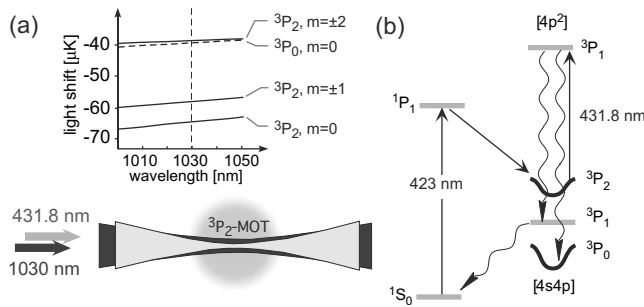 (a)
light shift [µK]
-40
-50
-60
-70
³P₂, m=±2
³P₀, m=0
³P₂, m=±1
³P₂, m=0
1010 1030 1050
wavelength [nm]
431.8 nm
1030 nm
³P₂-MOT
(b)
[4p²]
³P₁
¹P₁
431.8 nm
³P₂
423 nm
³P₁
³P₀
¹S₀
[4s4p]